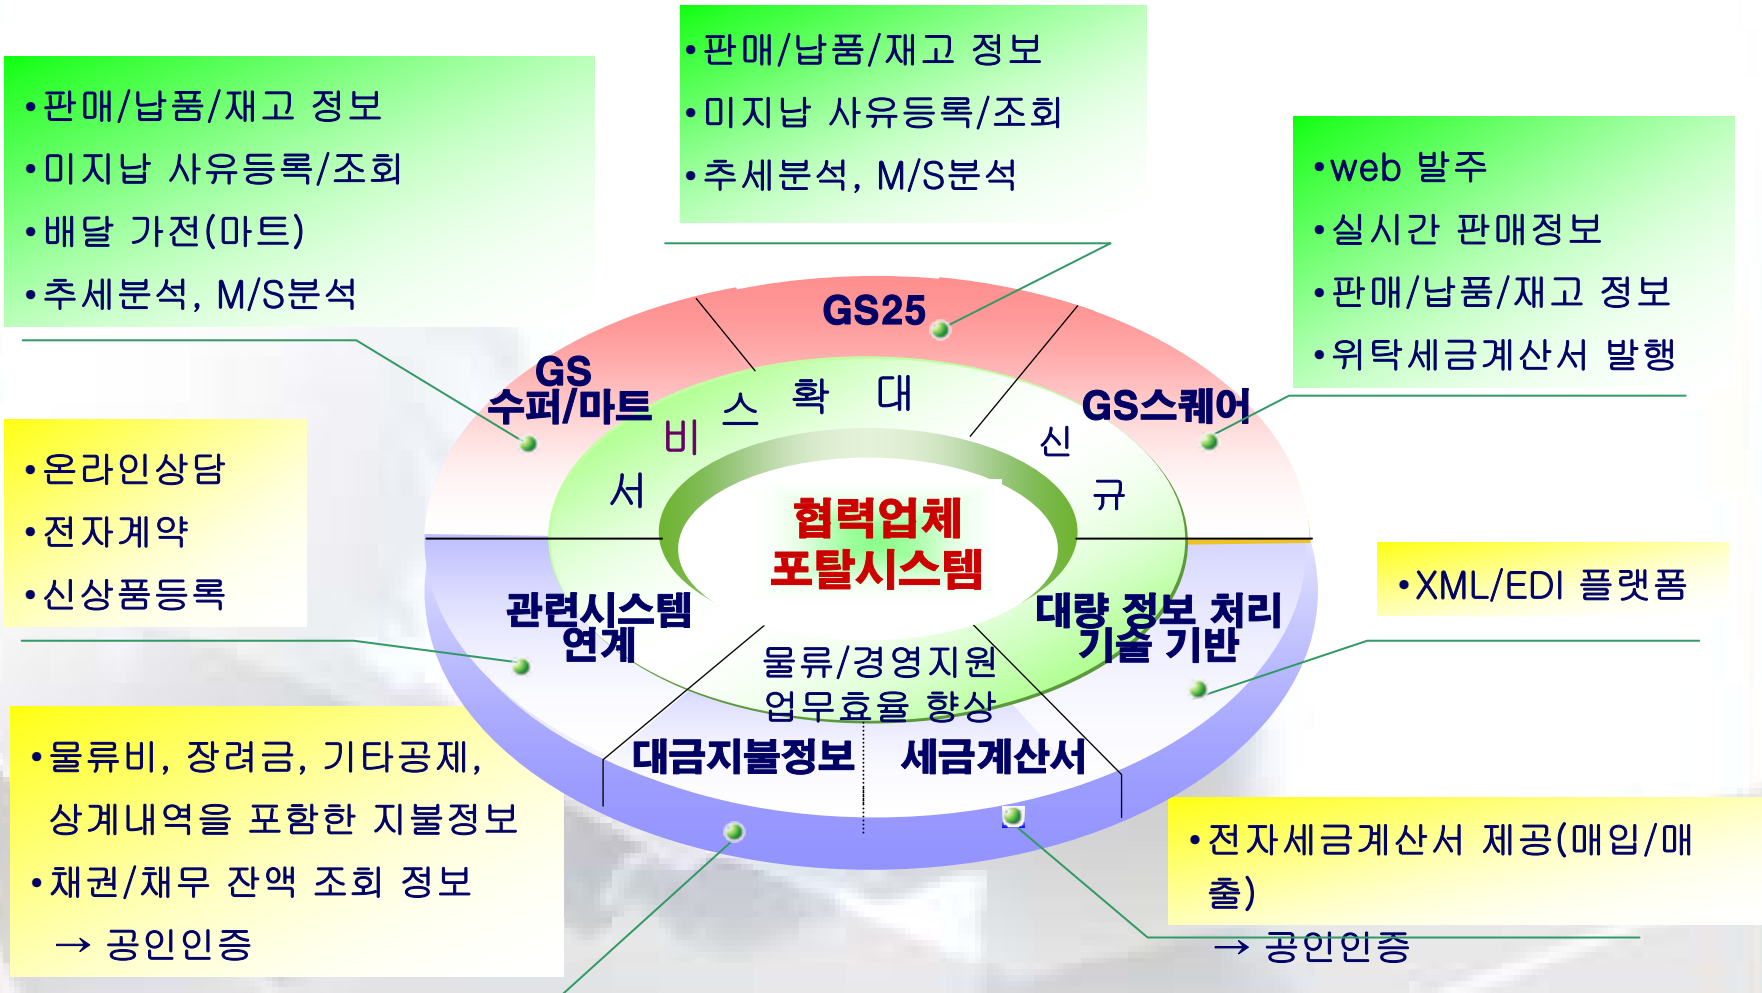 •판매/납품/재고 정보
•미지납 사유등록/조회
•추세분석, M/S분석
•판매/납품/재고 정보
•미지납 사유등록/조회
•배달 가전(마트)
•추세분석, M/S분석
•web 발주
•실시간 판매정보
•판매/납품/재고 정보
•위탁세금계산서 발행
GS25
GS
수퍼/마트
GS스퀘어
서비스확대
신규
•온라인상담
•전자계약
•신상품등록
협력업체
포탈시스템
•XML/EDI 플랫폼
관련시스템
연계
대량 정보 처리
기술 기반
물류/경영지원
업무효율 향상
대금지불정보
세금계산서
•물류비, 장려금, 기타공제,
상계내역을 포함한 지불정보
•채권/채무 잔액 조회 정보
→ 공인인증
•전자세금계산서 제공(매입/매
출)
→ 공인인증